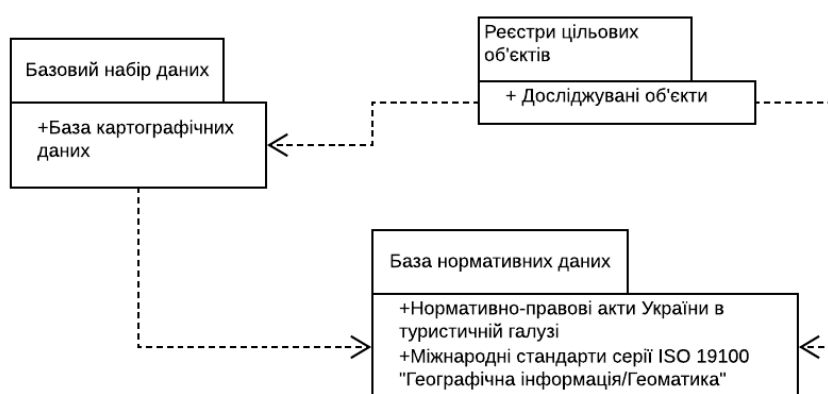 Базовий набір даних
+База картографічних
даних
Реєстри цільових
об'єктів
+ Досліджувані об'єкти
База нормативних даних
+Нормативно-правові акти України в
туристичній галузі
+Міжнародні стандарти серії ISO 19100
"Географічна інформація/Геоматика"